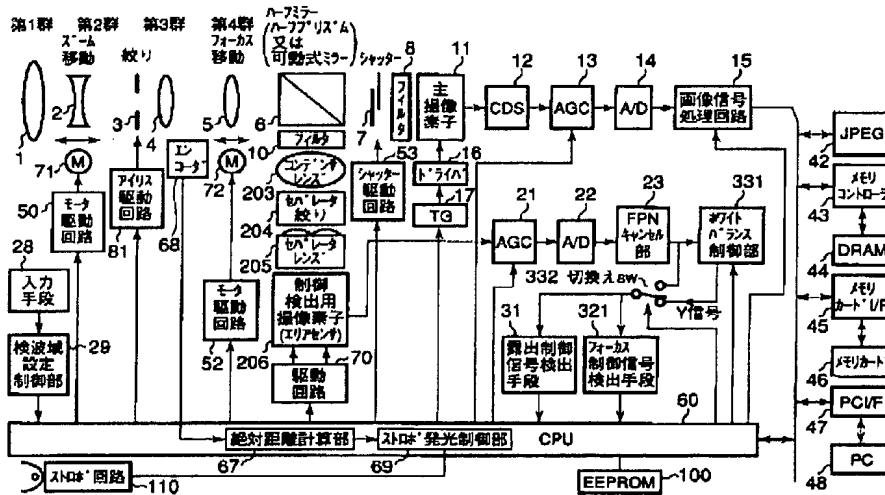 第1群
第2群
ズーム
移動
第3群
絞り
第4群
フォーカス
移動
ハーフミラー
(ハーフプリズム)
又は
可動式ミラー
シャッター
1
2
3
4
5
6
7
8
フィルタ
11
主
撮像
素子
12
CDS
13
AGC
14
A/D
15
画像信号
処理回路
71
M
50
モータ
駆動
回路
81
アイリス
駆動
回路
68
エン
コーダ
72
M
10
フィルタ
203
コンデンサ
レンズ
204
セパレータ
絞り
205
セパレータ
レンズ
206
制御
検出用
撮像素子
(エリアセンサ)
53
シャッター
駆動
回路
16
ドライバ
17
TG
21
AGC
22
A/D
23
FPN
キャンセル
部
331
ホワイト
バランス
制御部
332 切換えsw
Y信号
28
入力
手段
29
検波域
設定
制御部
52
モータ
駆動
回路
70
駆動
回路
31
露出制御
信号検出
手段
321
フォーカス
制御信号
検出手段
60
CPU
67
絶対距離計算部
69
ストロボ発光制御部
110
ストロボ回路
100
EEPROM
JPEG
42
メモリ
コントローラ
43
DRAM
44
メモリ
カードI/F
45
メモリカード
46
PCI/F
47
PC
48